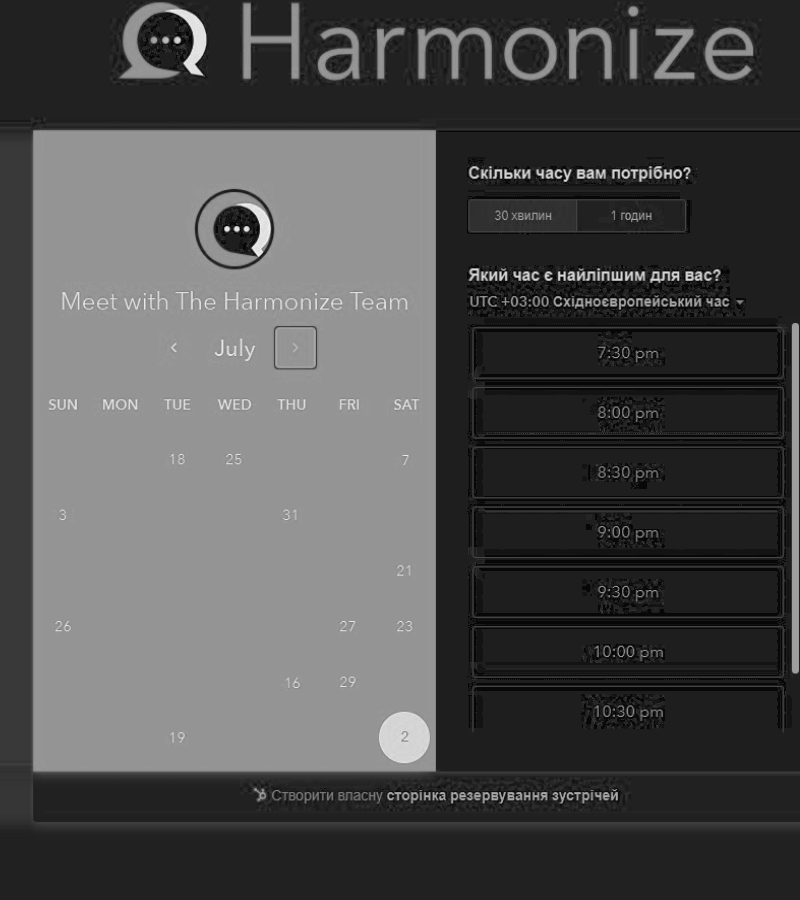 Harmonize
Meet with The Harmonize Team
July
SUN MON TUE WED THU FRI SAT
18 25 7
3 31
21
26 27 23
16 29
19 2
Скільки часу вам потрібно?
30 хвилин 1 годин
Який час є найліпшим для вас?
UTC +03:00 Східноєвропейський час
7:30 pm
8:00 pm
8:30 pm
9:00 pm
9:30 pm
10:00 pm
10:30 pm
Створити власну сторінка резервування зустрічей